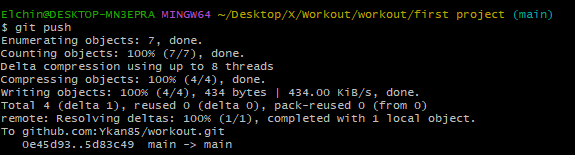 Elchin@DESKTOP-MN3EPRA MINGW64 ~/Desktop/X/Workout/workout/first project (main)
$ git push
Enumerating objects: 7, done.
Counting objects: 100% (7/7), done.
Delta compression using up to 8 threads
Compressing objects: 100% (4/4), done.
Writing objects: 100% (4/4), 434 bytes | 434.00 KiB/s, done.
Total 4 (delta 1), reused 0 (delta 0), pack-reused 0 (from 0)
remote: Resolving deltas: 100% (1/1), completed with 1 local object.
To github.com:Ykan85/workout.git
   0e45d93..5d83c49  main -> main